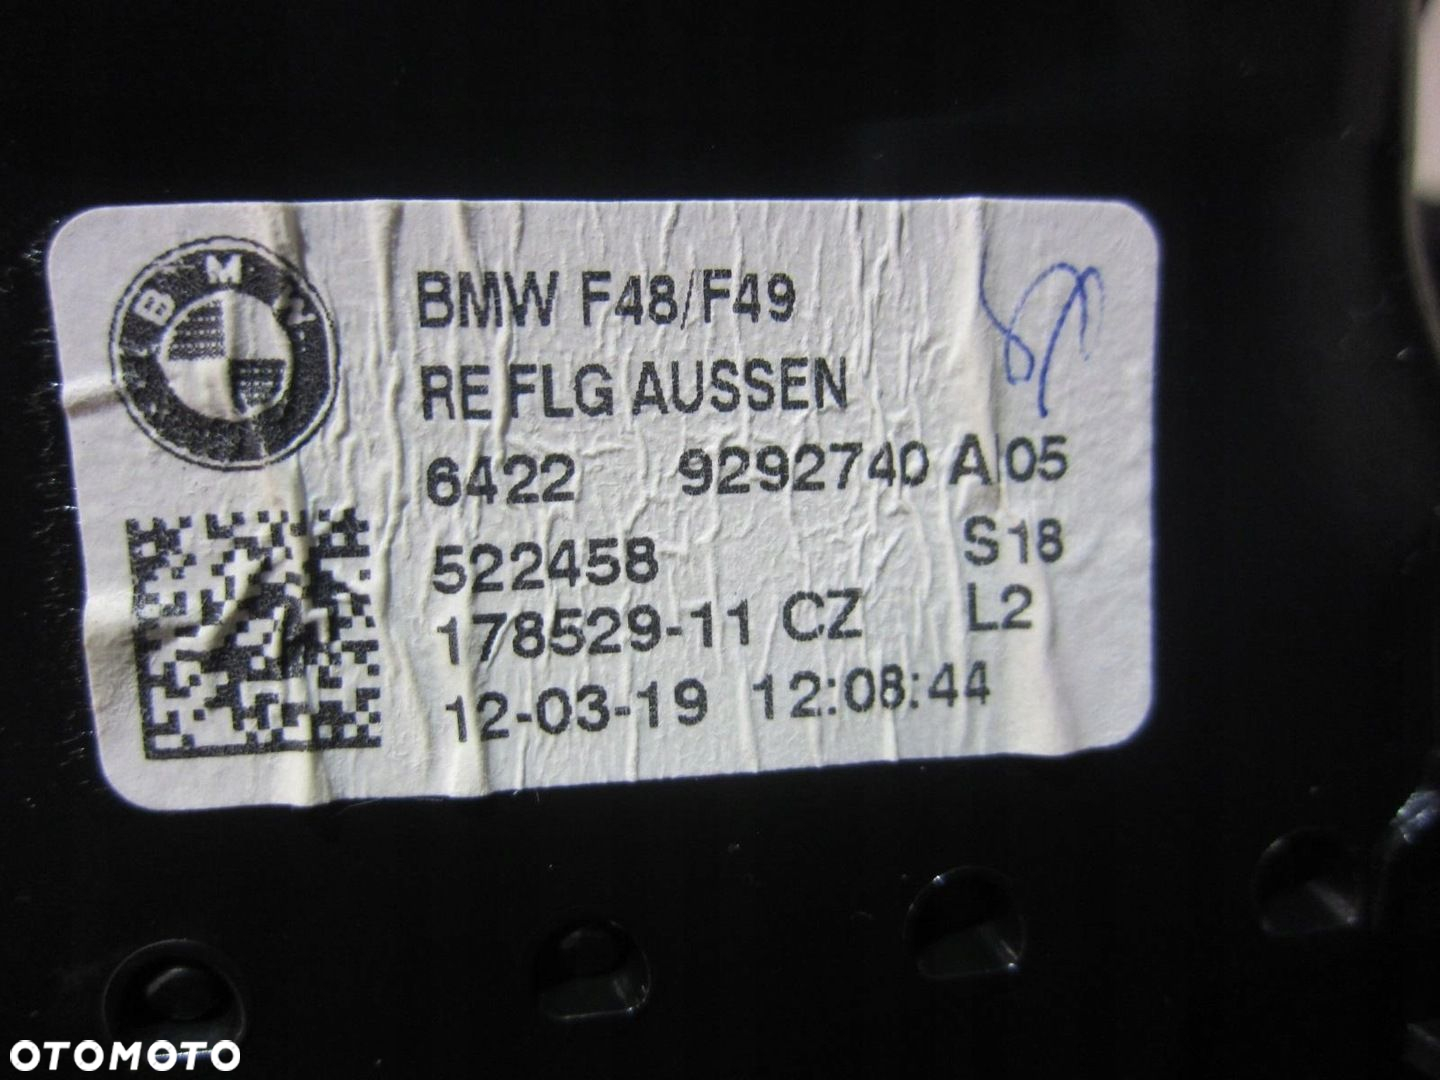 BMW
BMW F48/F49
RE FLG AUSSEN
6422 9292740 A|05
522458 S18
178529-11 CZ L2
12-03-19 12:08:44
OTOMOTO